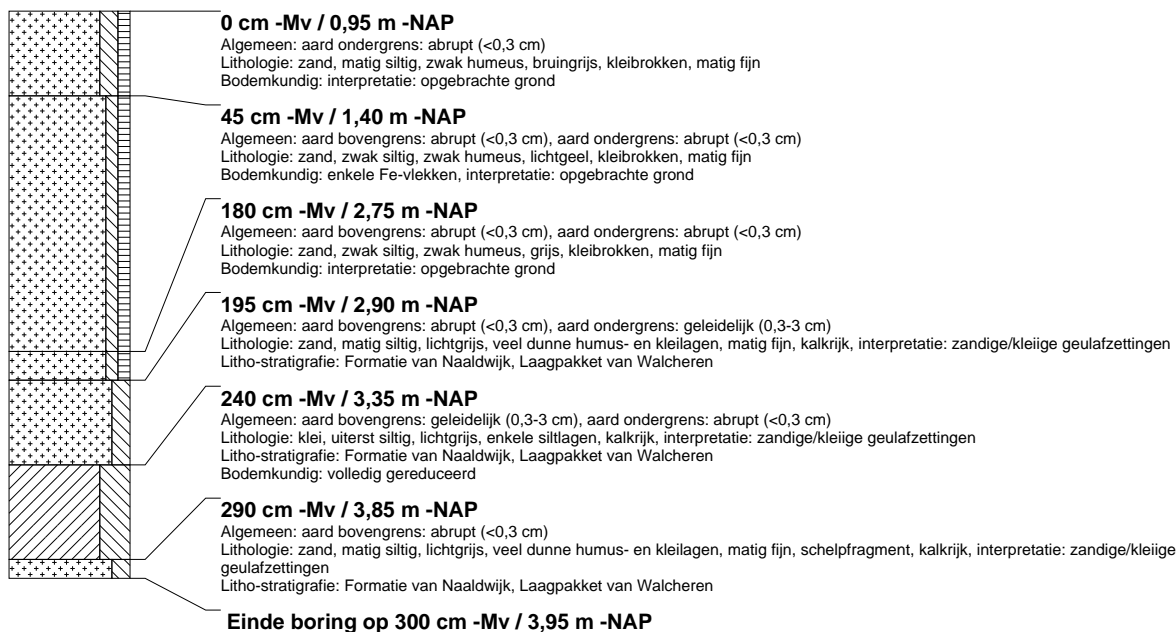 0 cm -Mv / 0,95 m -NAP
Algemeen: aard ondergrens: abrupt (<0,3 cm)
Lithologie: zand, matig siltig, zwak humeus, bruingrijs, kleibrokken, matig fijn
Bodemkundig: interpretatie: opgebrachte grond
45 cm -Mv / 1,40 m -NAP
Algemeen: aard bovengrens: abrupt (<0,3 cm), aard ondergrens: abrupt (<0,3 cm)
Lithologie: zand, zwak siltig, zwak humeus, lichtgeel, kleibrokken, matig fijn
Bodemkundig: enkele Fe-vlekken, interpretatie: opgebrachte grond
180 cm -Mv / 2,75 m -NAP
Algemeen: aard bovengrens: abrupt (<0,3 cm), aard ondergrens: abrupt (<0,3 cm)
Lithologie: zand, zwak siltig, zwak humeus, grijs, kleibrokken, matig fijn
Bodemkundig: interpretatie: opgebrachte grond
195 cm -Mv / 2,90 m -NAP
Algemeen: aard bovengrens: abrupt (<0,3 cm), aard ondergrens: geleidelijk (0,3-3 cm)
Lithologie: zand, matig siltig, lichtgrijs, veel dunne humus- en kleilagen, matig fijn, kalkrijk, interpretatie: zandige/kleiige geulafzettingen
Litho-stratigrafie: Formatie van Naaldwijk, Laagpakket van Walcheren
240 cm -Mv / 3,35 m -NAP
Algemeen: aard bovengrens: geleidelijk (0,3-3 cm), aard ondergrens: abrupt (<0,3 cm)
Lithologie: klei, uiterst siltig, lichtgrijs, enkele siltlagen, kalkrijk, interpretatie: zandige/kleiige geulafzettingen
Litho-stratigrafie: Formatie van Naaldwijk, Laagpakket van Walcheren
Bodemkundig: volledig gereduceerd
290 cm -Mv / 3,85 m -NAP
Algemeen: aard bovengrens: abrupt (<0,3 cm)
Lithologie: zand, matig siltig, lichtgrijs, veel dunne humus- en kleilagen, matig fijn, schelpfragment, kalkrijk, interpretatie: zandige/kleiige
geulafzettingen
Litho-stratigrafie: Formatie van Naaldwijk, Laagpakket van Walcheren
Einde boring op 300 cm -Mv / 3,95 m -NAP